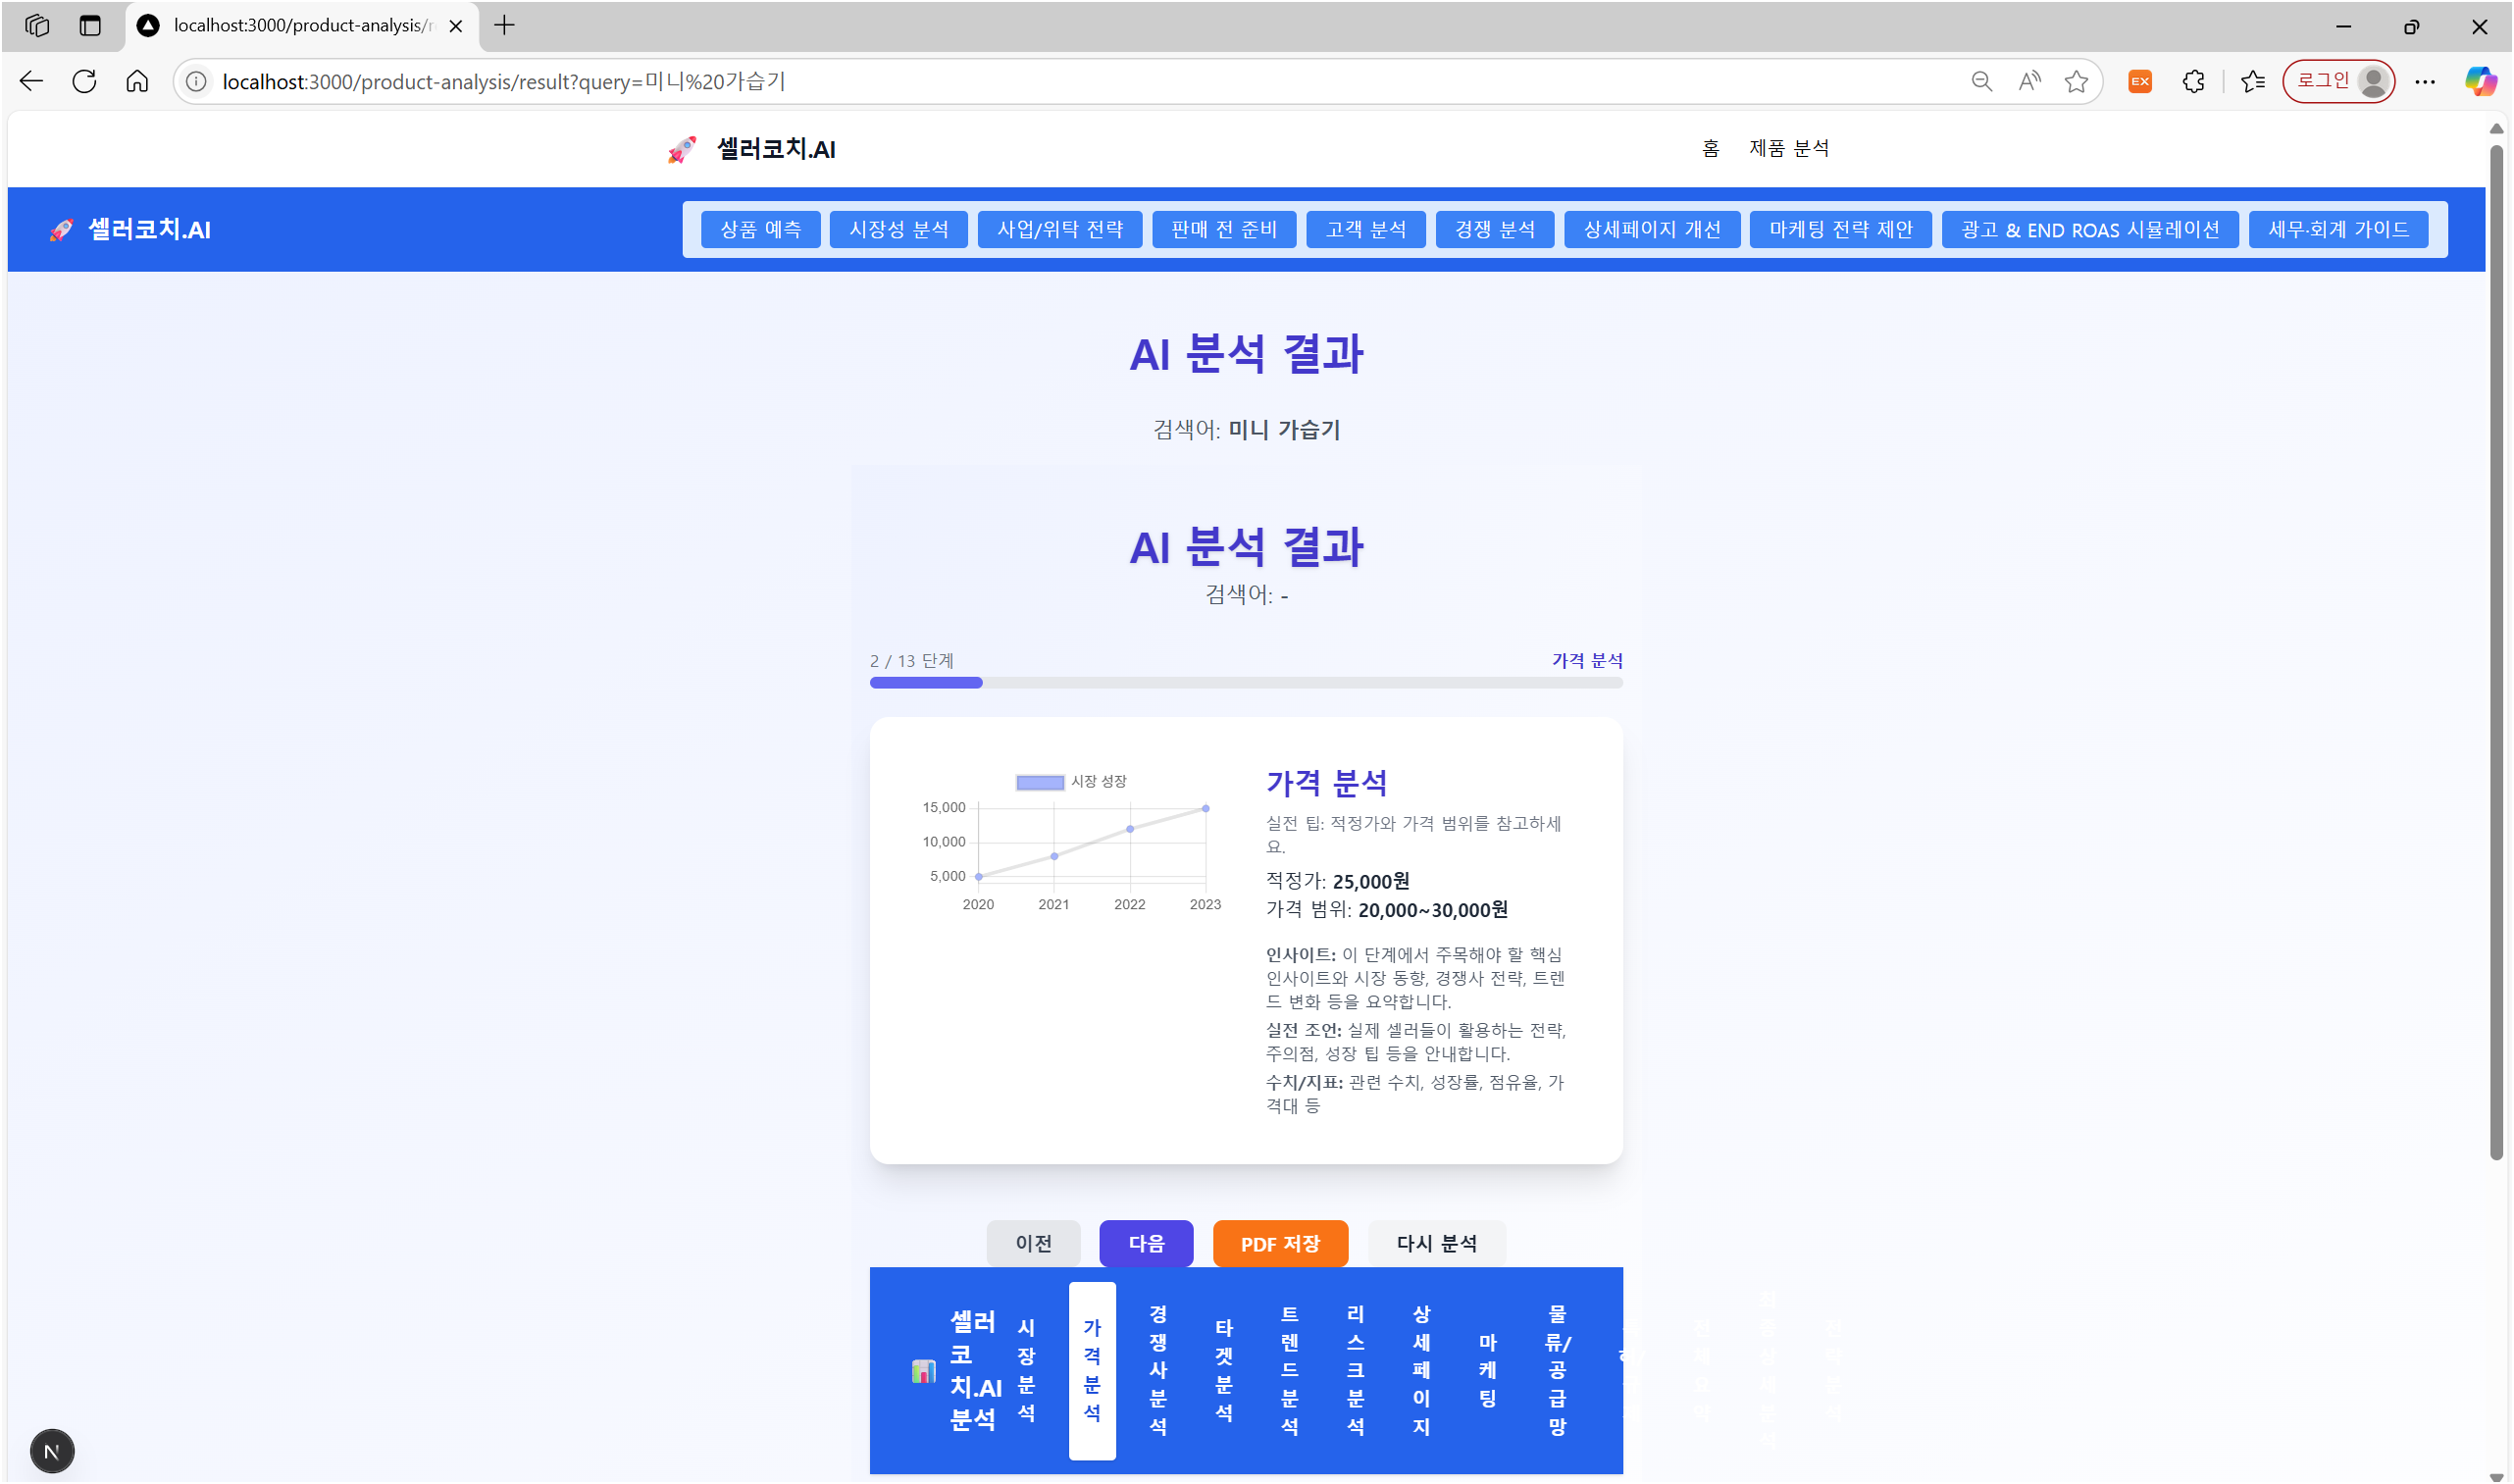 localhost:3000/product-analysis/r
localhost:3000/product-analysis/result?query=미니%20가습기
EX
로그인
셀러코치.AI
홈 제품 분석
셀러코치.AI
상품 예측 시장성 분석 사업/위탁 전략 판매 전 준비 고객 분석 경쟁 분석 상세페이지 개선 마케팅 전략 제안 광고 & END ROAS 시뮬레이션 세무·회계 가이드
AI 분석 결과
검색어: 미니 가습기
AI 분석 결과
검색어: -
2 / 13 단계 가격 분석
시장 성장
15,000
10,000
5,000
2020 2021 2022 2023
가격 분석
실전 팁: 적정가와 가격 범위를 참고하세
요.
적정가: 25,000원
가격 범위: 20,000~30,000원
인사이트: 이 단계에서 주목해야 할 핵심
인사이트와 시장 동향, 경쟁사 전략, 트렌
드 변화 등을 요약합니다.
실전 조언: 실제 셀러들이 활용하는 전략,
주의점, 성장 팁 등을 안내합니다.
수치/지표: 관련 수치, 성장률, 점유율, 가
격대 등
이전 다음 PDF 저장 다시 분석
셀러
코
치.AI
분석
시장분석
가격분석
경쟁사분석
타겟분석
트렌드분석
리스크분석
상세페이지
마케팅
물류/공급망
N